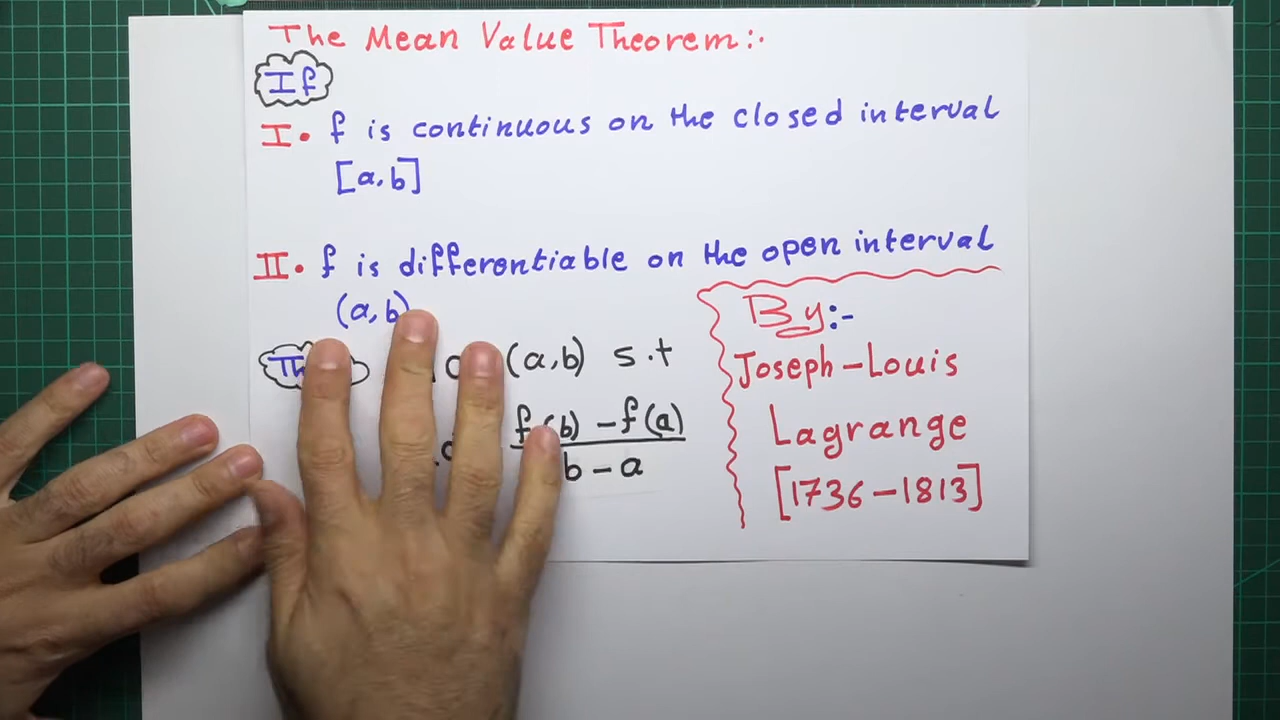 The Mean Value Theorem:.
If
I. f is continuous on the closed interval
[a,b]
II. f is differentiable on the open interval
(a,b)
(a,b) s.t
f(b) - f(a)
b - a
By:-
Joseph-Louis
Lagrange
[1736-1813]